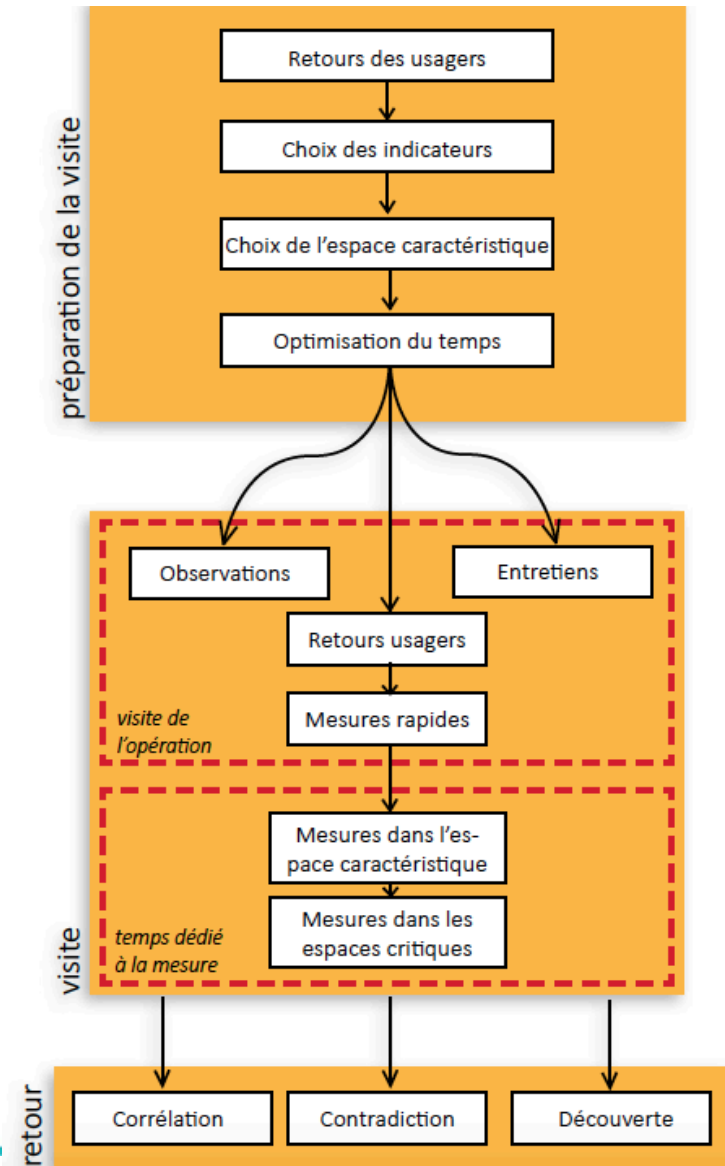 préparation de la visite
Retours des usagers
Choix des indicateurs
Choix de l'espace caractéristique
Optimisation du temps
visite
Observations
Entretiens
Retours usagers
Mesures rapides
visite de
l'opération
Mesures dans l'es-
pace caractéristique
Mesures dans les
espaces critiques
temps dédié
à la mesure
retour
Corrélation
Contradiction
Découverte